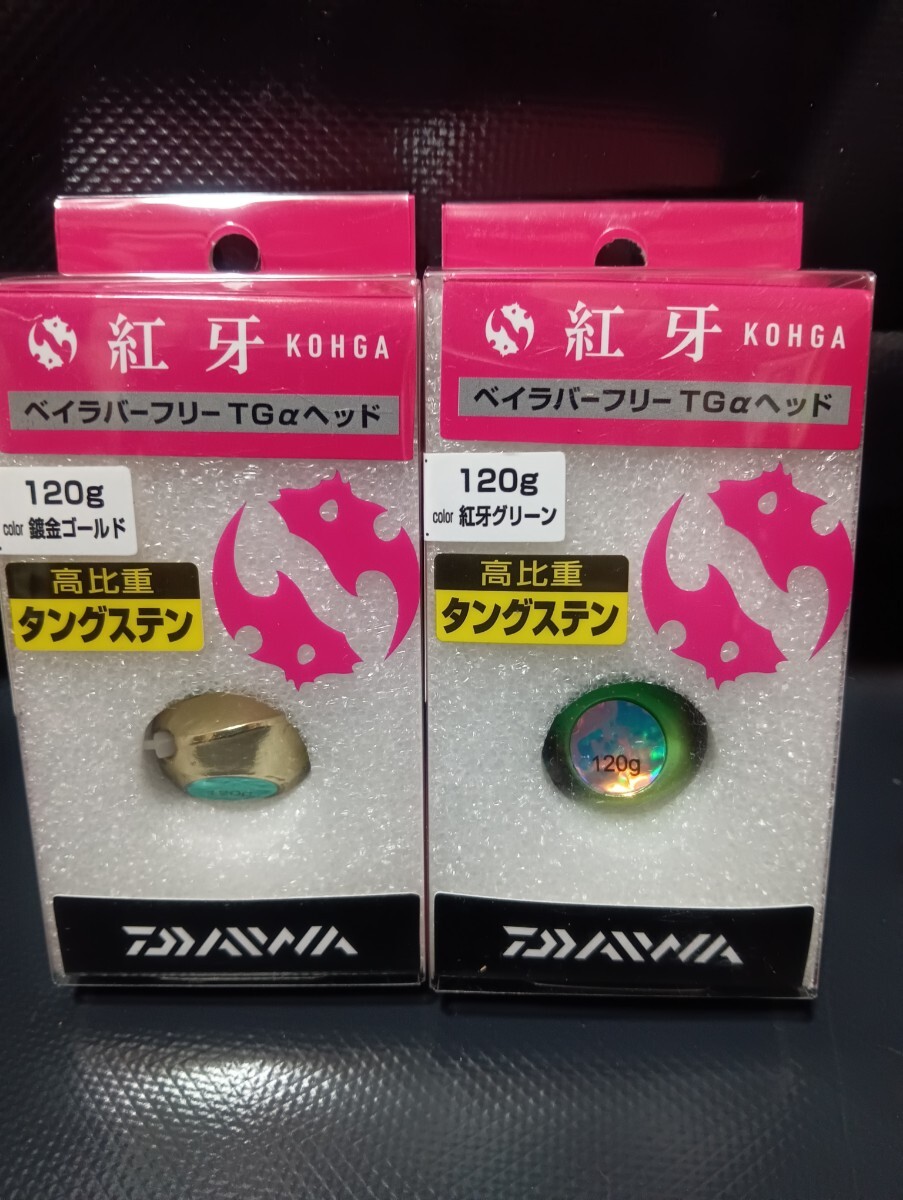 紅牙 KOHGA
ベイラバーフリーTGαヘッド
120g
color 鍍金ゴールド
高比重
タングステン
DAIWA
紅牙 KOHGA
ベイラバーフリーTGαヘッド
120g
color 紅牙グリーン
高比重
タングステン
120g
DAIWA